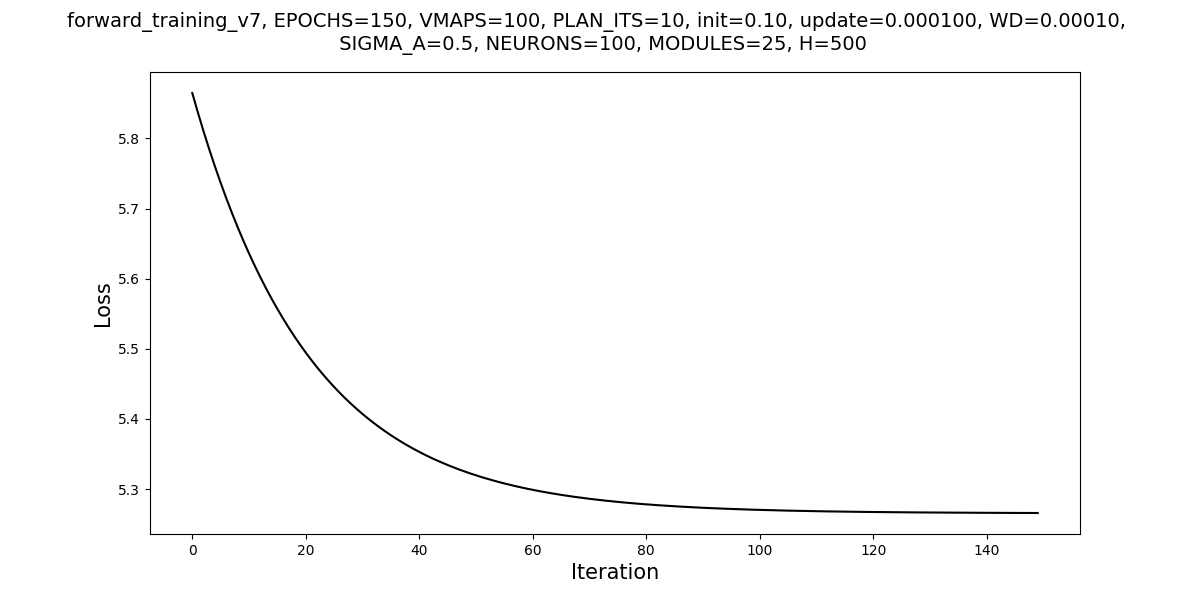 forward_training_v7, EPOCHS=150, VMAPS=100, PLAN_ITS=10, init=0.10, update=0.000100, WD=0.00010,
SIGMA_A=0.5, NEURONS=100, MODULES=25, H=500
Loss
5.8
5.7
5.6
5.5
5.4
5.3
0 20 40 60 80 100 120 140
Iteration